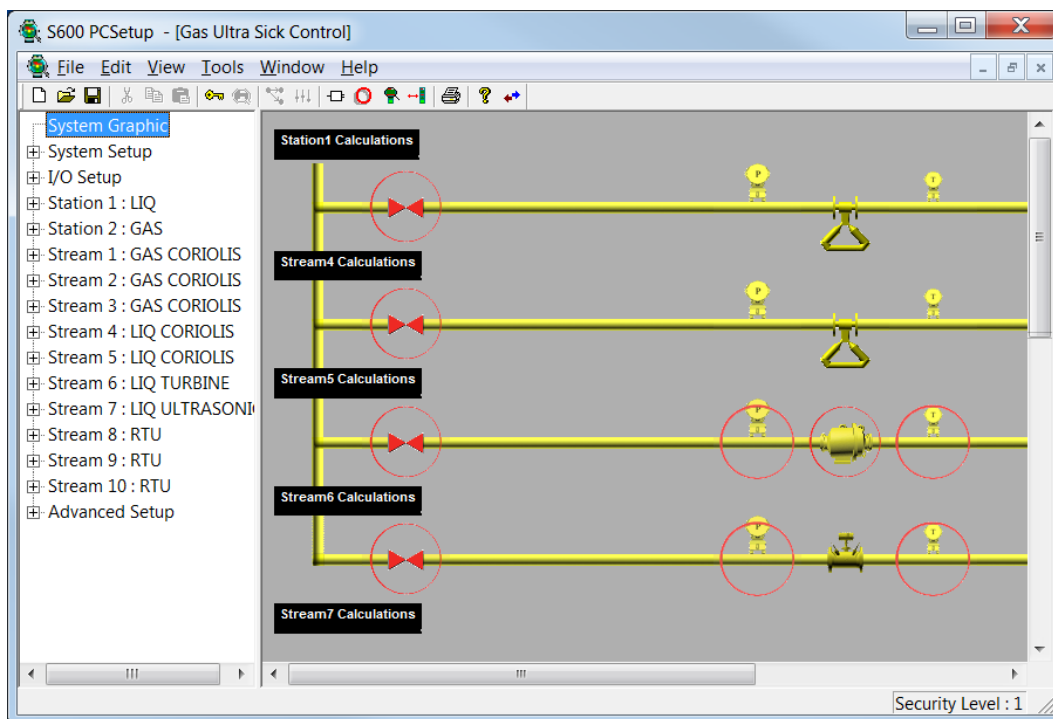 S600 PCSetup - [Gas Ultra Sick Control]
File Edit View Tools Window Help
System Graphic
System Setup
I/O Setup
Station 1 : LIQ
Station 2 : GAS
Stream 1 : GAS CORIOLIS
Stream 2 : GAS CORIOLIS
Stream 3 : GAS CORIOLIS
Stream 4 : LIQ CORIOLIS
Stream 5 : LIQ CORIOLIS
Stream 6 : LIQ TURBINE
Stream 7 : LIQ ULTRASONI
Stream 8 : RTU
Stream 9 : RTU
Stream 10 : RTU
Advanced Setup
Station1 Calculations
P T
Stream4 Calculations
P T
Stream5 Calculations
P T
Stream6 Calculations
P T
Stream7 Calculations
Security Level : 1